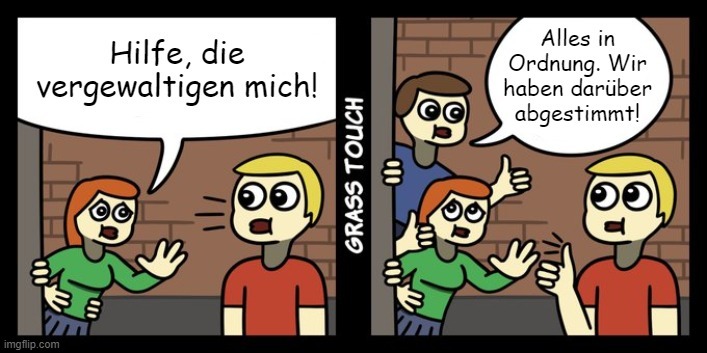 Hilfe, die
vergewaltigen mich!
GRASS TOUCH
Alles in
Ordnung. Wir
haben darüber
abgestimmt!
imgflip.com